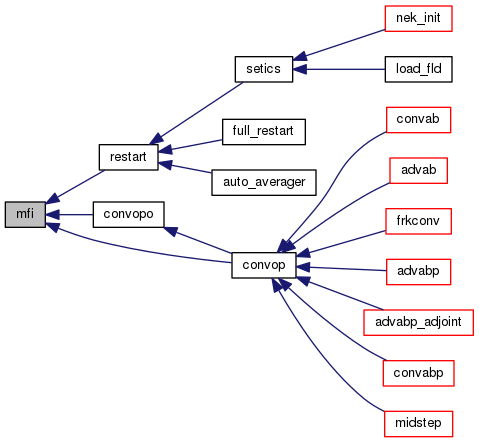 nek_init
setics
load_fld
convab
full_restart
restart
advab
auto_averager
mfi
convopo
frkconv
convop
advabp
advabp_adjoint
convabp
midstep